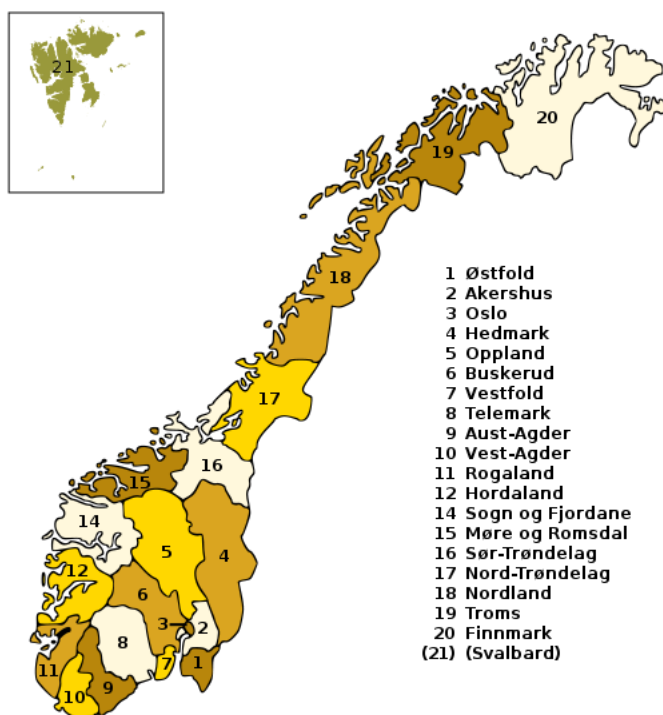 21
20
19
18
17
16
15
14
12
5
4
6
3
2
8
7
1
11
10
9
1 Østfold
2 Akershus
3 Oslo
4 Hedmark
5 Oppland
6 Buskerud
7 Vestfold
8 Telemark
9 Aust-Agder
10 Vest-Agder
11 Rogaland
12 Hordaland
14 Sogn og Fjordane
15 Møre og Romsdal
16 Sør-Trøndelag
17 Nord-Trøndelag
18 Nordland
19 Troms
20 Finnmark
(21) (Svalbard)